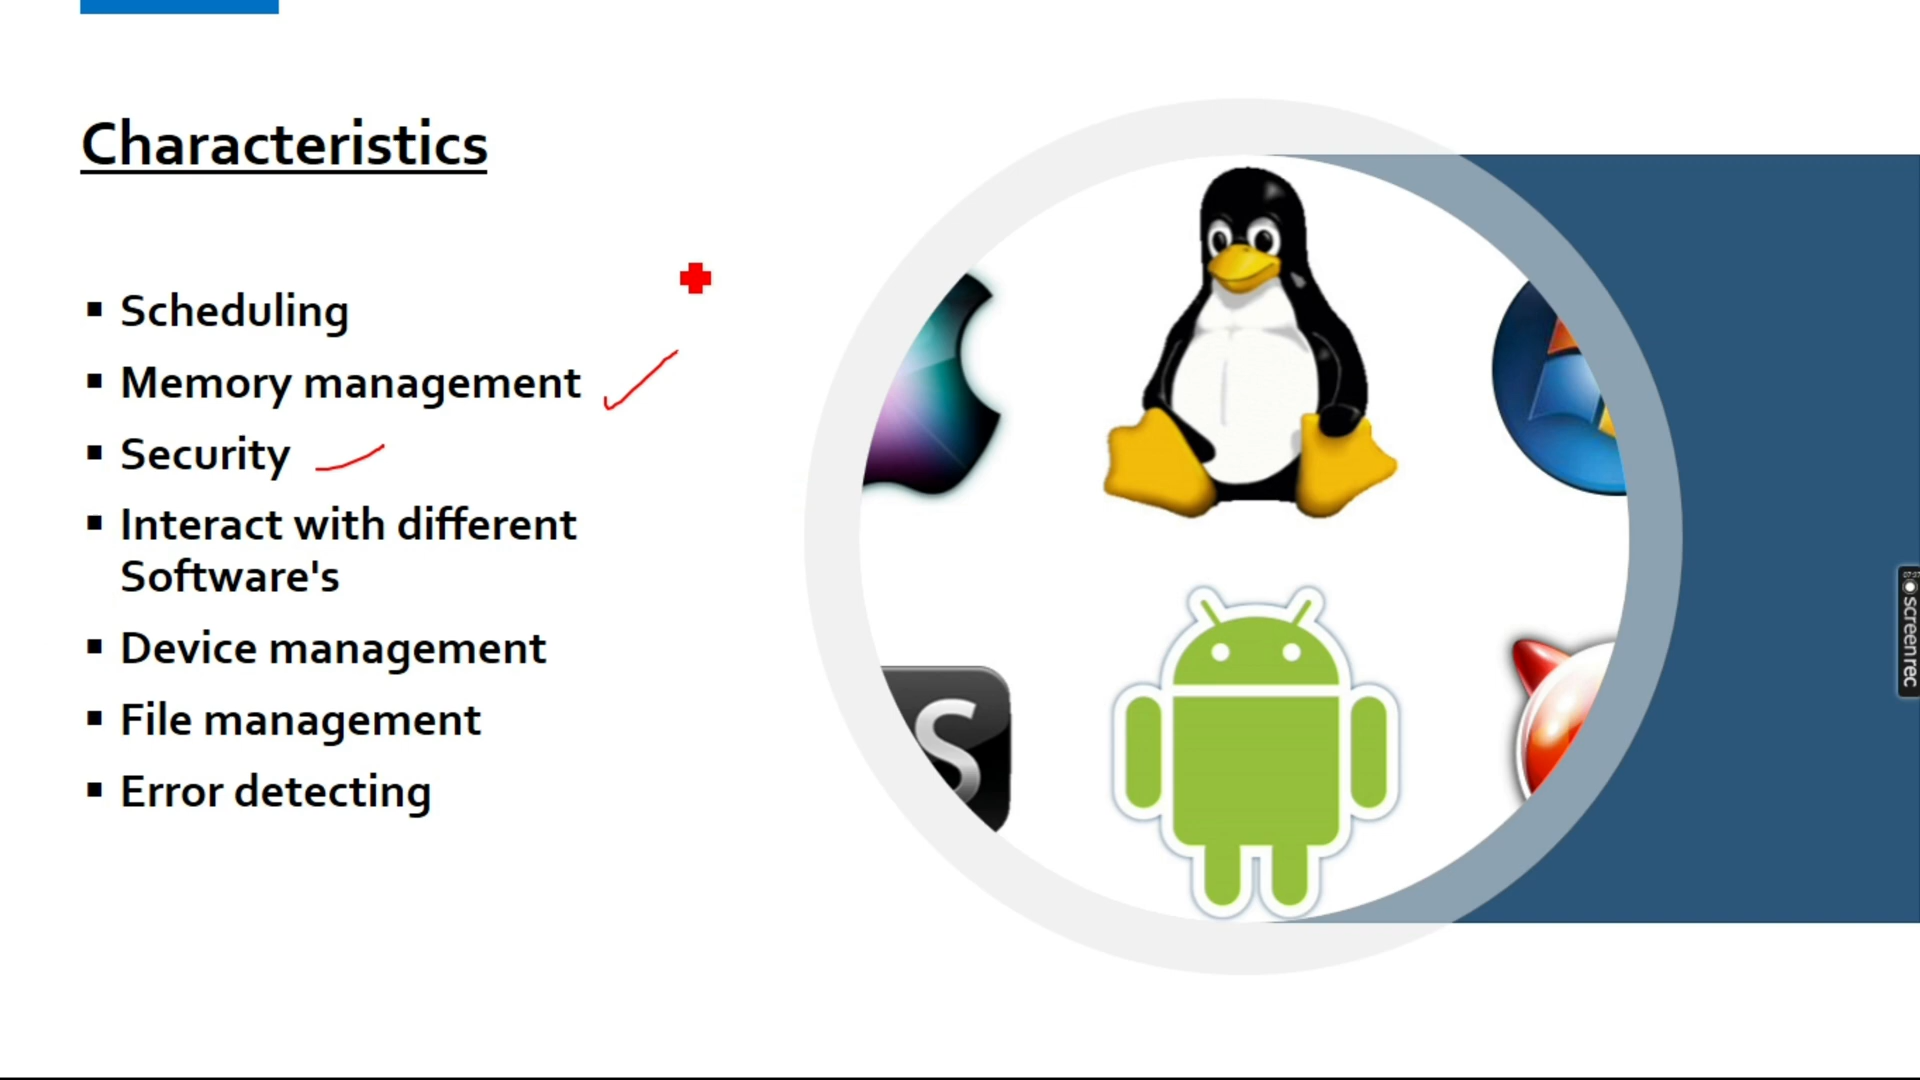 Characteristics
▪ Scheduling
▪ Memory management
▪ Security
▪ Interact with different
Software's
▪ Device management
▪ File management
▪ Error detecting
S
screenrec